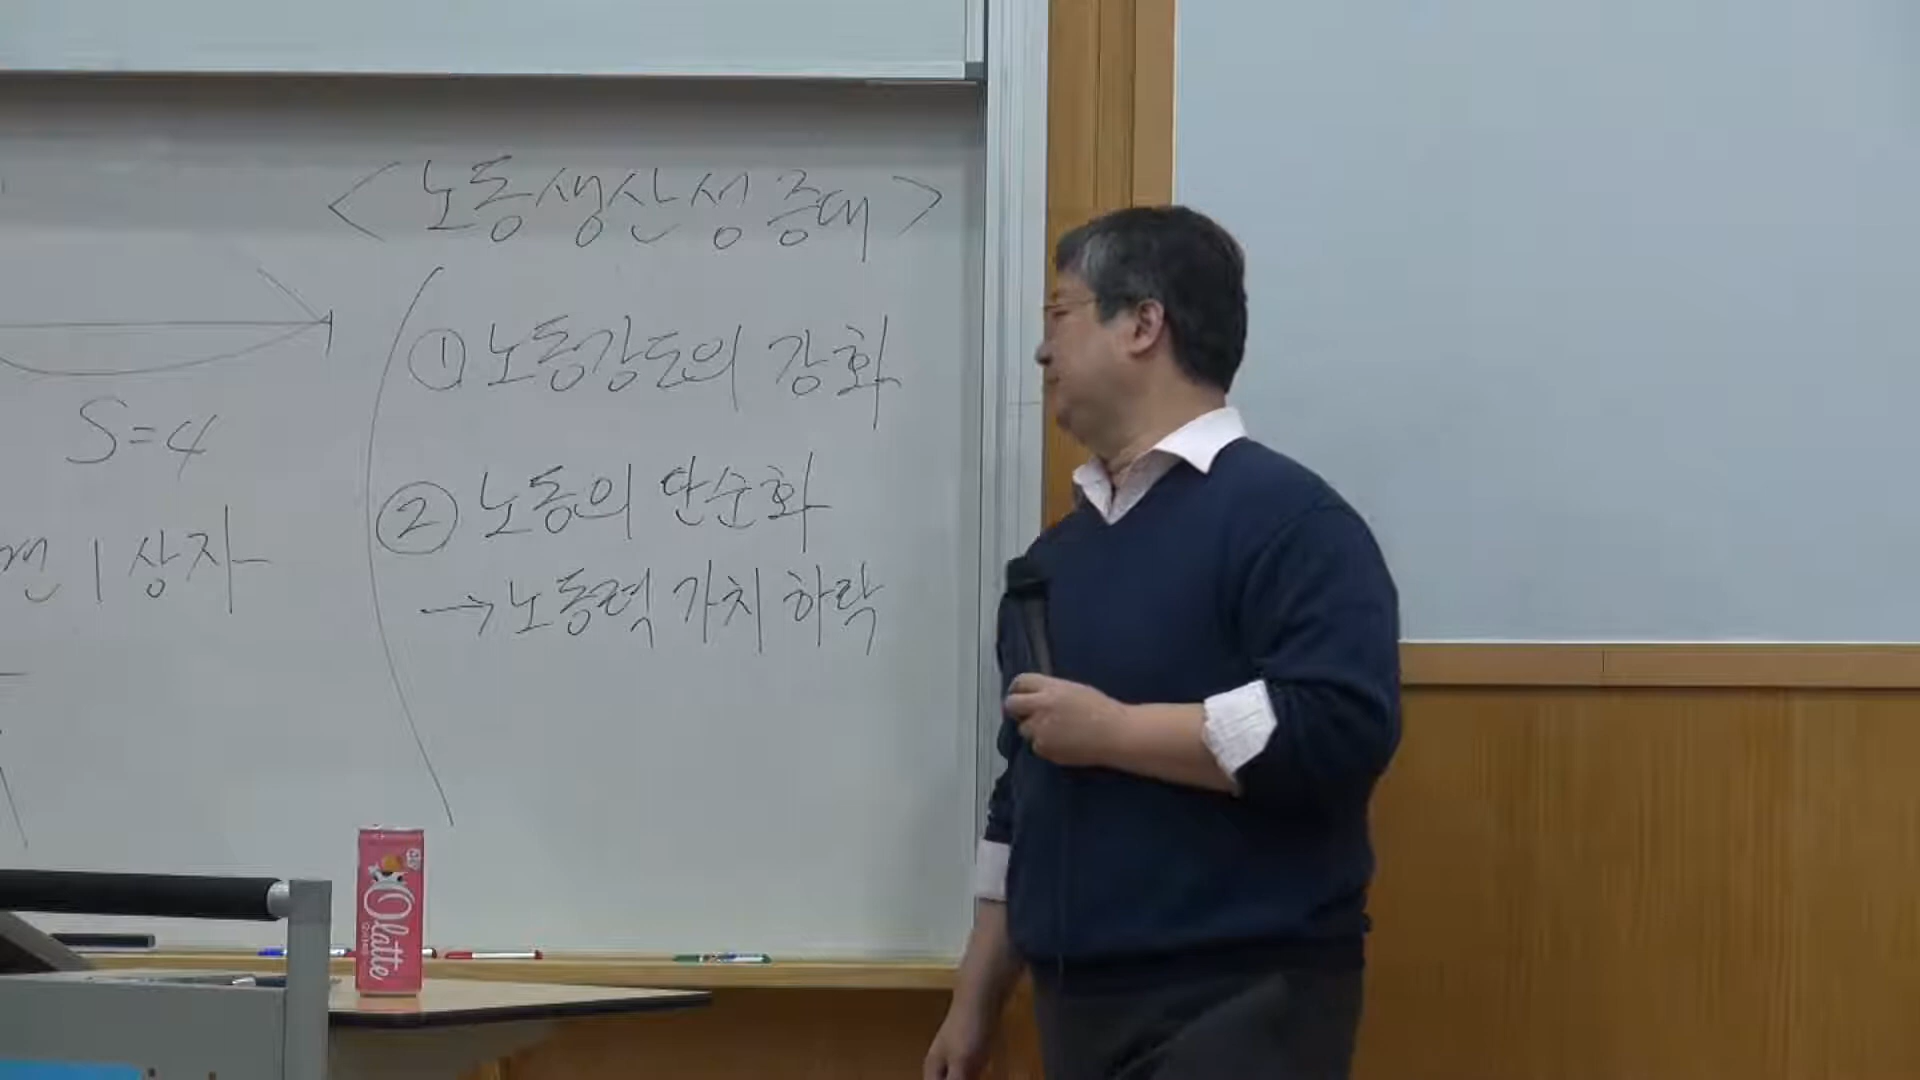 <노동생산성 증대>
① 노동강도의 강화
S=4
② 노동의 단순화
1 상자
→ 노동력 가치 하락
Olatte